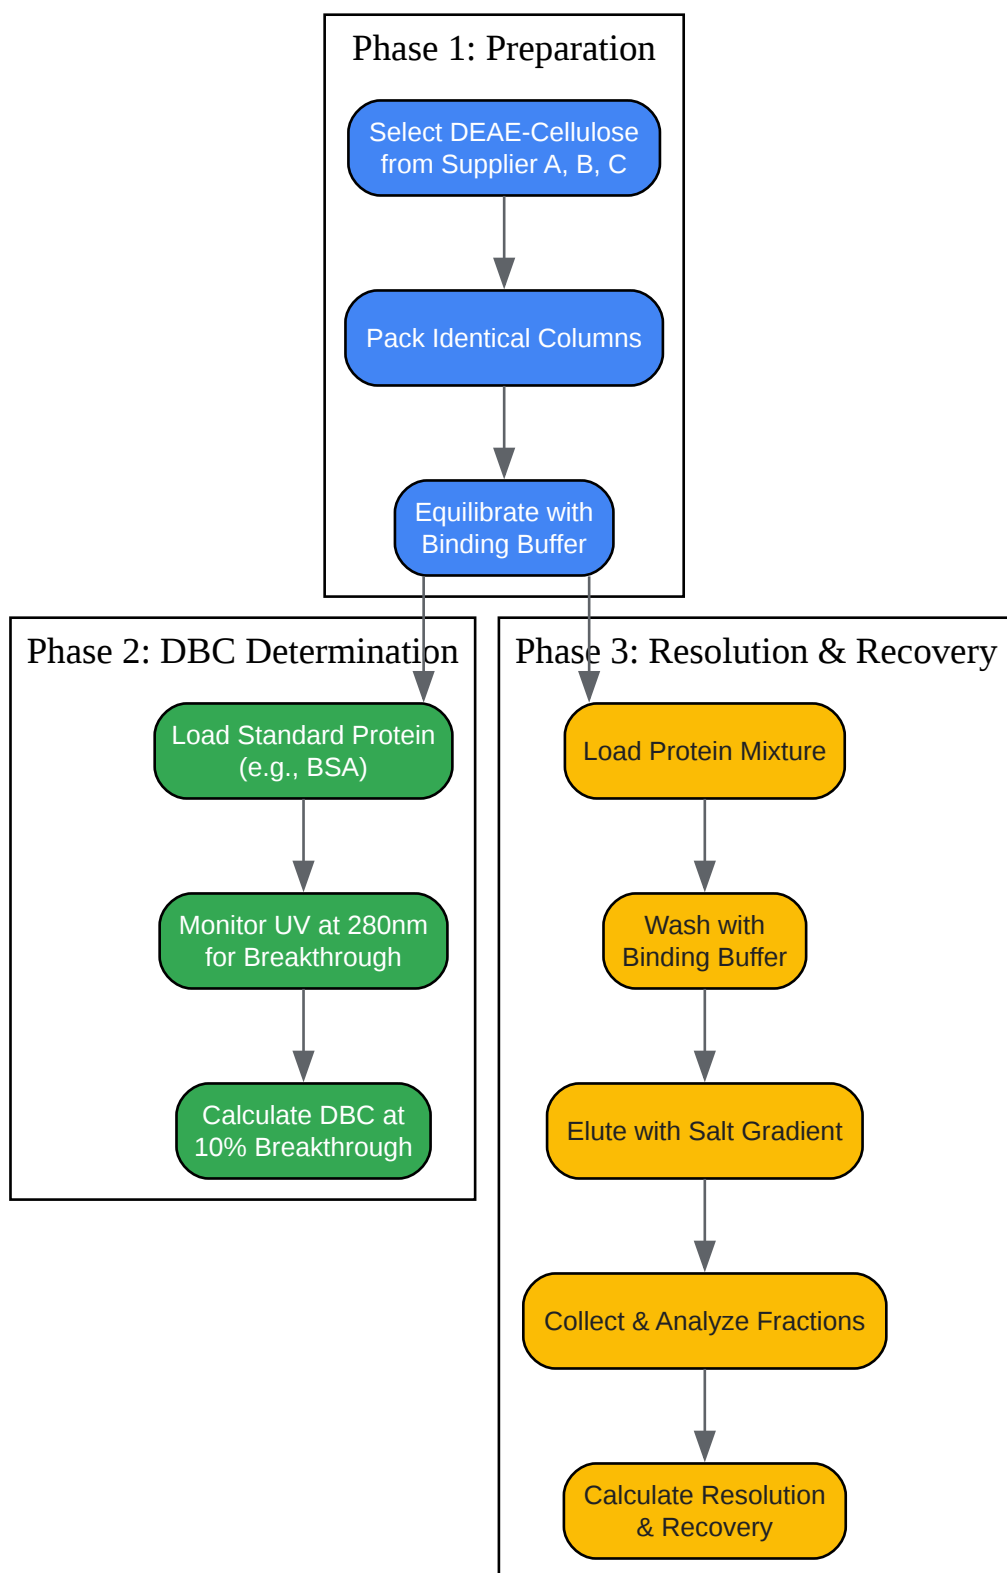 Phase 1: Preparation
Select DEAE-Cellulose
from Supplier A, B, C
Pack Identical Columns
Equilibrate with
Binding Buffer
Phase 2: DBC Determination
Load Standard Protein
(e.g., BSA)
Monitor UV at 280nm
for Breakthrough
Calculate DBC at
10% Breakthrough
Phase 3: Resolution & Recovery
Load Protein Mixture
Wash with
Binding Buffer
Elute with Salt Gradient
Collect & Analyze Fractions
Calculate Resolution
& Recovery